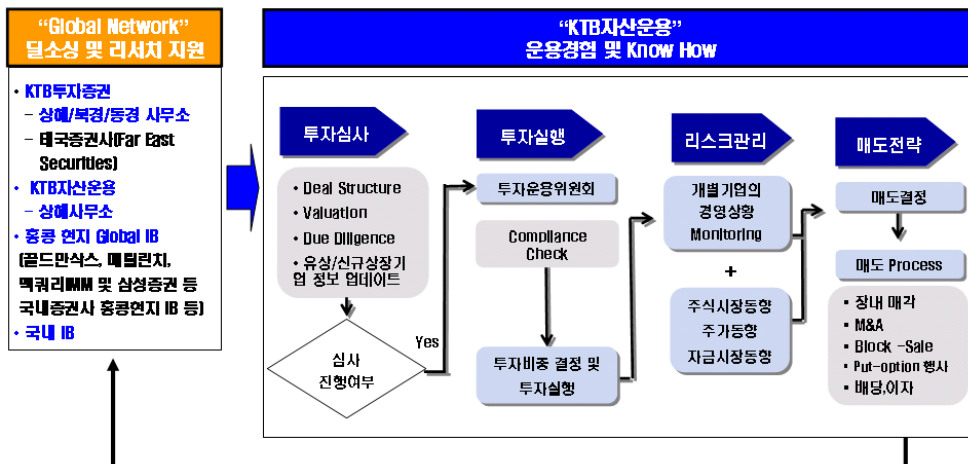 “Global Network”
딜소싱 및 리서치 지원
• KTB투자증권
– 상해/북경/동경 사무소
– 태국증권사(Far East
Securities)
• KTB자산운용
– 상해사무소
• 홍콩 현지 Global IB
(골드만삭스, 메릴린치,
맥쿼리IMM 및 삼성증권 등
국내증권사 홍콩현지 IB 등)
• 국내 IB
“KTB자산운용”
운용경험 및 Know How
투자심사
• Deal Structure
• Valuation
• Due Diligence
• 유상/신규상장기
업 정보 업데이트
심사
진행여부
Yes
투자실행
투자운용위원회
Compliance
Check
투자비중 결정 및
투자실행
리스크관리
개별기업의
경영상황
Monitoring
+
주식시장동향
주가동향
자금시장동향
매도전략
매도결정
매도 Process
▪ 장내 매각
▪ M&A
▪ Block –Sale
▪ Put-option 행사
▪ 배당,이자